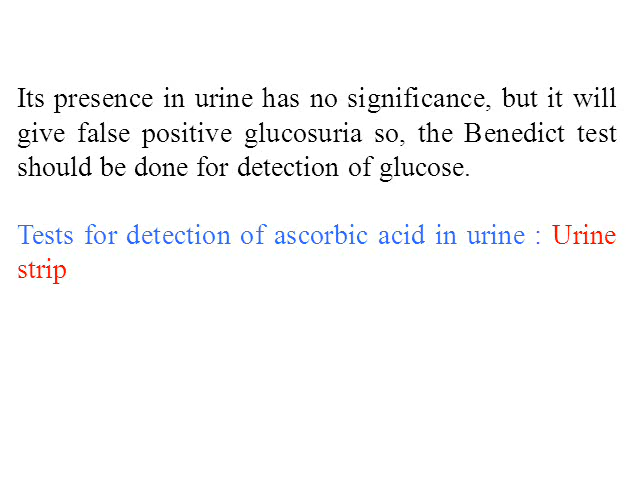 Its presence in urine has no significance, but it will
give false positive glucosuria so, the Benedict test
should be done for detection of glucose.
Tests for detection of ascorbic acid in urine : Urine
strip